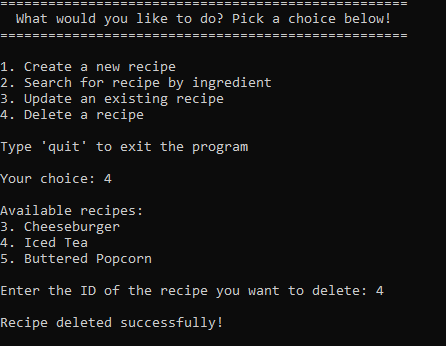 ==================================================
What would you like to do? Pick a choice below!
==================================================
1. Create a new recipe
2. Search for recipe by ingredient
3. Update an existing recipe
4. Delete a recipe
Type 'quit' to exit the program
Your choice: 4
Available recipes:
3. Cheeseburger
4. Iced Tea
5. Buttered Popcorn
Enter the ID of the recipe you want to delete: 4
Recipe deleted successfully!